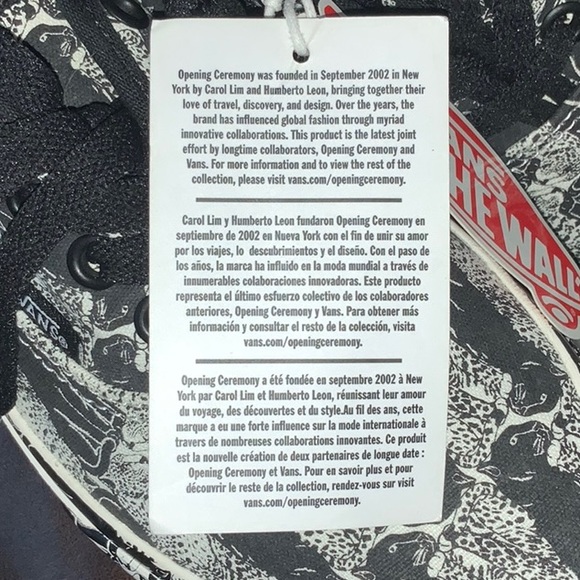 Opening Ceremony was founded in September 2002 in New
York by Carol Lim and Humberto Leon, bringing together their
love of travel, discovery, and design. Over the years, the
brand has influenced global fashion through myriad
innovative collaborations. This product is the latest joint
effort by longtime collaborators, Opening Ceremony and
Vans. For more information and to view the rest of the
collection, please visit vans.com/openingceremony.
Carol Lim y Humberto Leon fundaron Opening Ceremony en
septiembre de 2002 en Nueva York con el fin de unir su amor
por los viajes, lo descubrimientos y el diseño. Con el paso de
los años, la marca ha influido en la moda mundial a través de
innumerables colaboraciones innovadoras. Este producto
representa el último esfuerzo colectivo de los colaboradores
anteriores, Opening Ceremony y Vans. Para obtener más
información y consultar el resto de la colección, visita
vans.com/openingceremony.
Opening Ceremony a été fondée en septembre 2002 à New
York par Carol Lim et Humberto Leon, réunissant leur amour
du voyage, des découvertes et du style.Au fil des ans, cette
marque a eu une forte influence sur la mode internationale à
travers de nombreuses collaborations innovantes. Ce produit
est la nouvelle création de deux partenaires de longue date :
Opening Ceremony et Vans. Pour en savoir plus et pour
découvrir le reste de la collection, rendez-vous sur visit
vans.com/openingceremony.
VANS
HE WALL
VANS